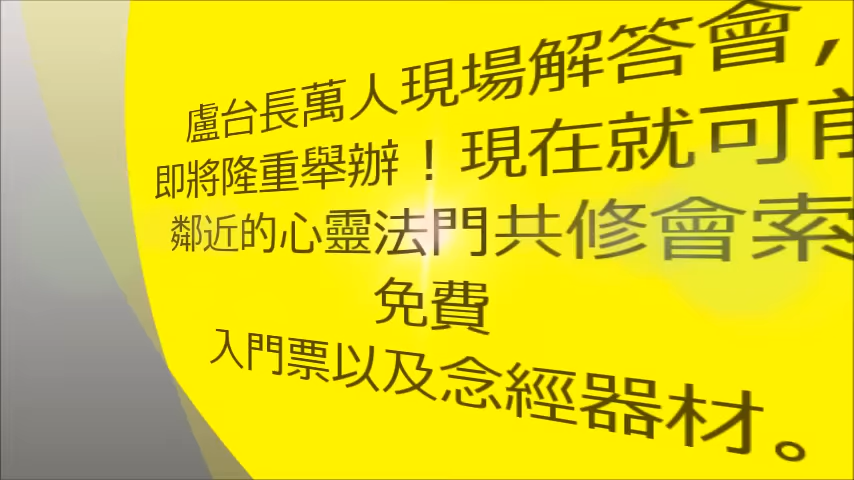 盧台長萬人現場解答會，
即將隆重舉辦！現在就可前
鄰近的心靈法門共修會索
免費
入門票以及念經器材。